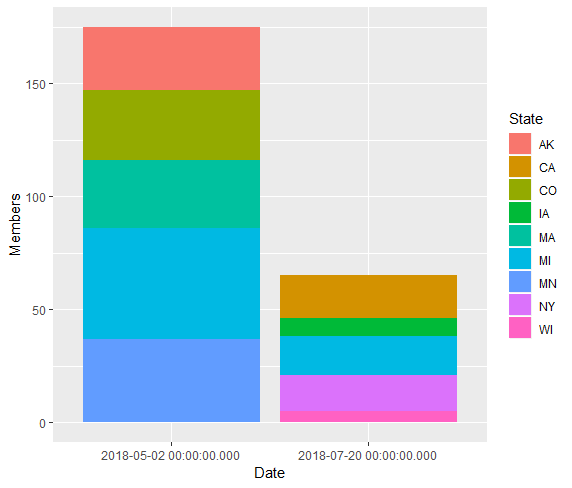 Members
150
100
50
0
2018-05-02 00:00:00.000
2018-07-20 00:00:00.000
Date
State
AK
CA
CO
IA
MA
MI
MN
NY
WI